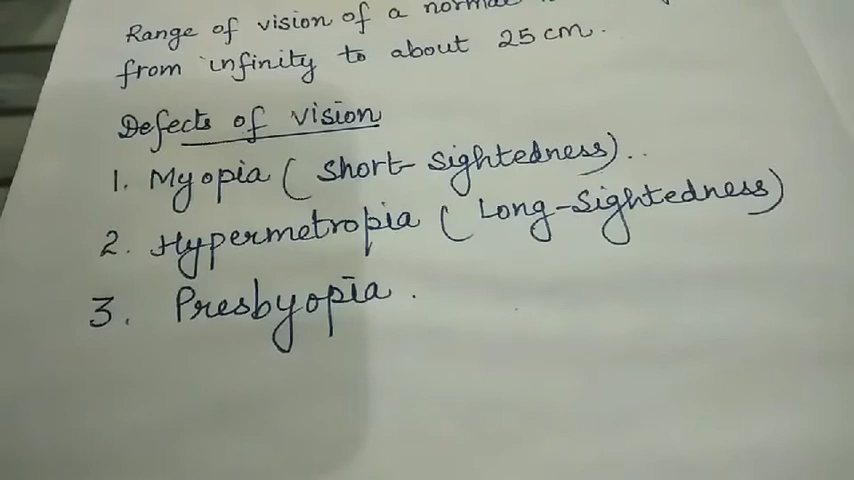 Range of vision of a normal
from infinity to about 25 cm.
Defects of vision
1. Myopia ( short-sightedness)..
2. Hypermetropia ( Long-sightedness)
3. Presbyopia.